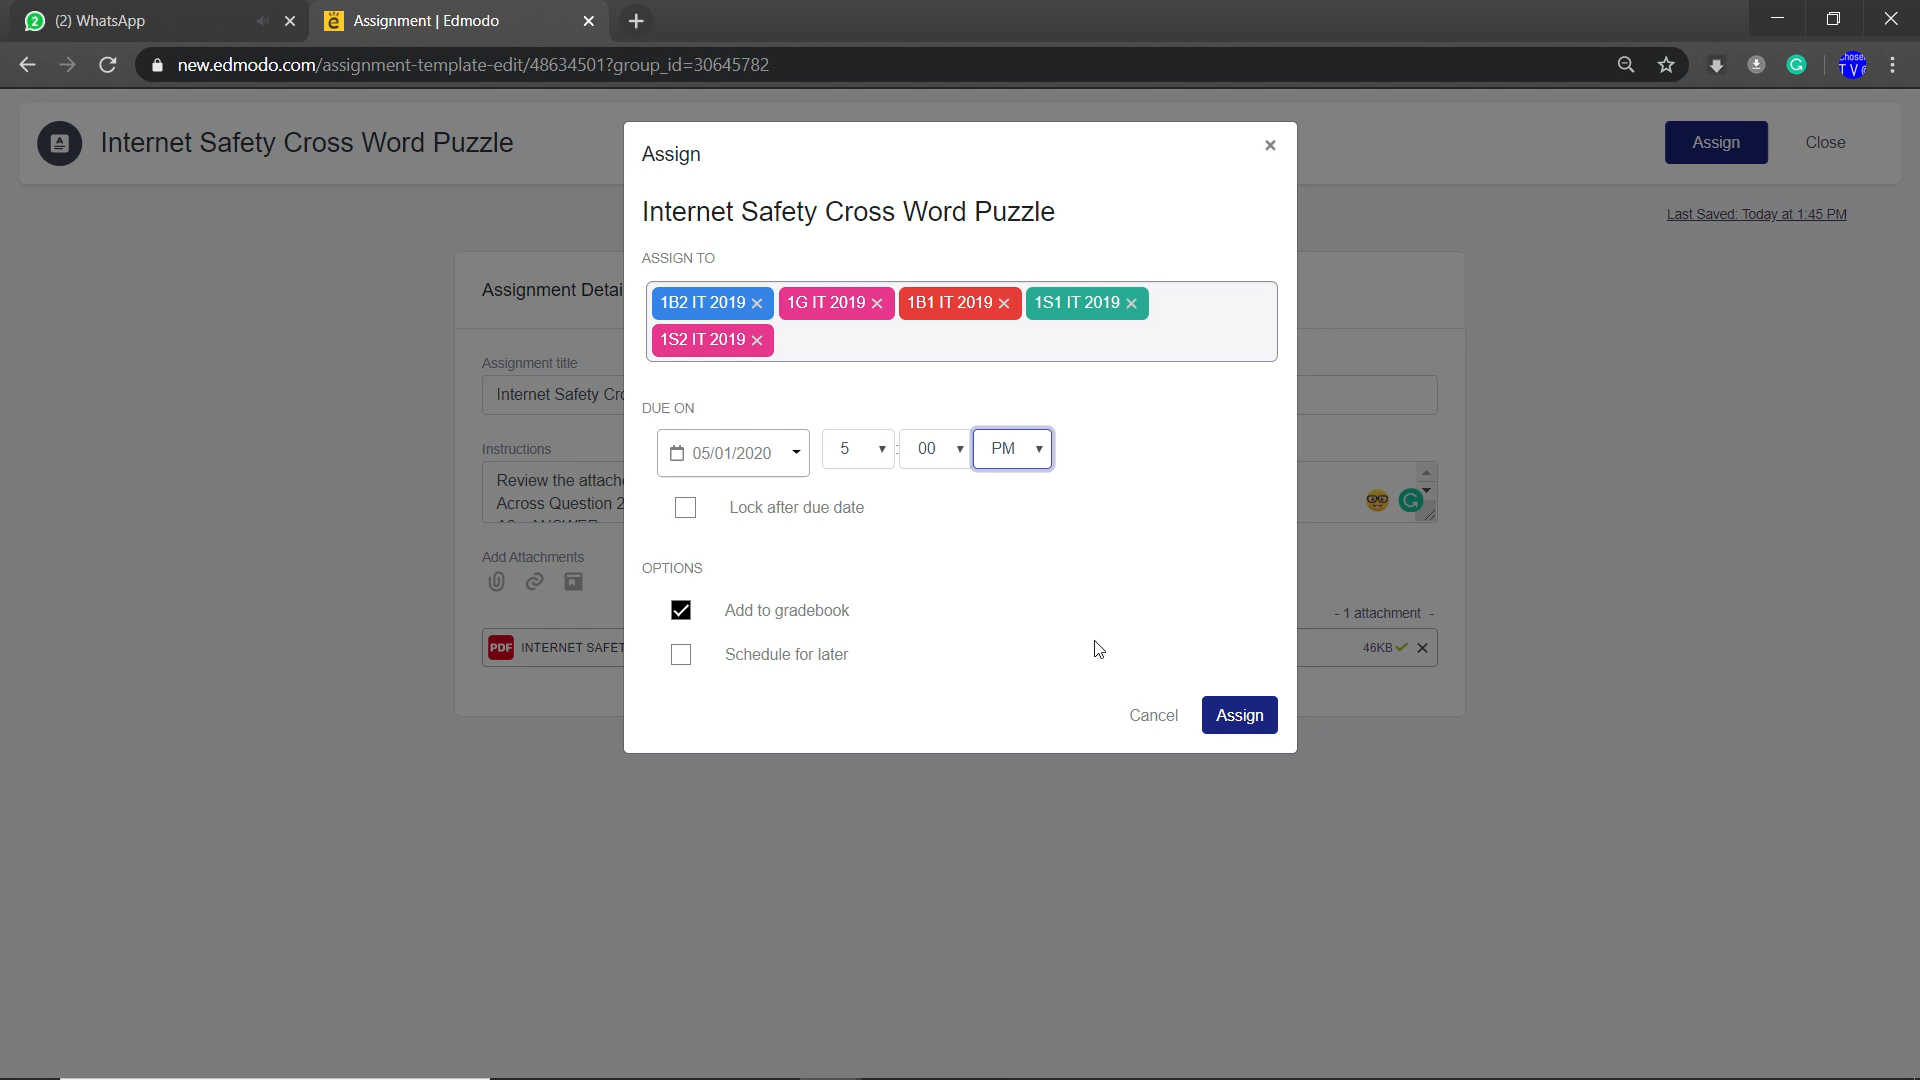 (2) WhatsApp
Assignment | Edmodo
new.edmodo.com/assignment-template-edit/48634501?group_id=30645782
Internet Safety Cross Word Puzzle
Assign
Close
Last Saved: Today at 1:45 PM
Assign
Internet Safety Cross Word Puzzle
ASSIGN TO
1B2 IT 2019
1G IT 2019
1B1 IT 2019
1S1 IT 2019
1S2 IT 2019
DUE ON
05/01/2020
5 : 00 PM
Lock after due date
OPTIONS
Add to gradebook
Schedule for later
Cancel
Assign
Assignment Detai
Assignment title
Internet Safety Cr
Instructions
Review the attach
Across Question 2
Add Attachments
- 1 attachment -
PDF INTERNET SAFET
46KB